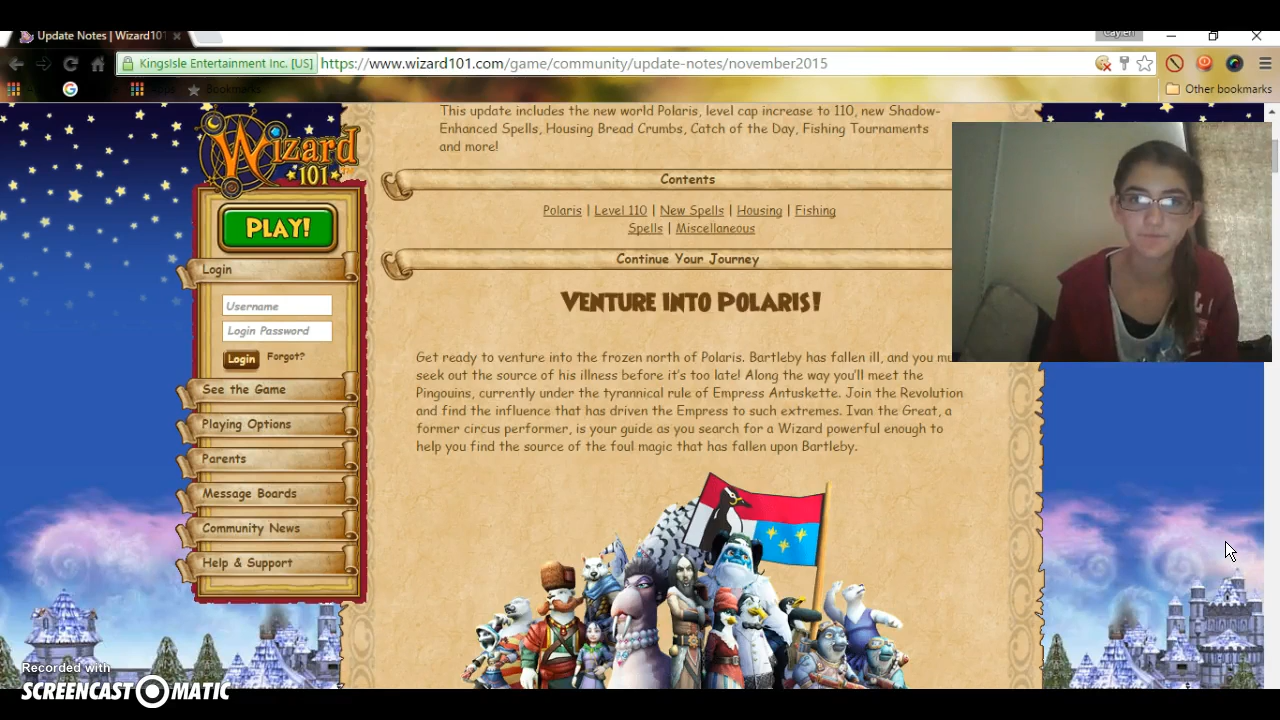 Update Notes | Wizard101
Caylen
KingsIsle Entertainment Inc. [US]
https://www.wizard101.com/game/community/update-notes/november2015
Apps
Bookmarks
Other bookmarks
Wizard
101
PLAY!
Login
Username
Login Password
Login
Forgot?
See the Game
Playing Options
Parents
Message Boards
Community News
Help & Support
This update includes the new world Polaris, level cap increase to 110, new Shadow-
Enhanced Spells, Housing Bread Crumbs, Catch of the Day, Fishing Tournaments
and more!
Contents
Polaris | Level 110 | New Spells | Housing | Fishing
Spells | Miscellaneous
Continue Your Journey
VENTURE INTO POLARIS!
Get ready to venture into the frozen north of Polaris. Bartleby has fallen ill, and you mu
seek out the source of his illness before it's too late! Along the way you'll meet the
Pingouins, currently under the tyrannical rule of Empress Antuskette. Join the Revolution
and find the influence that has driven the Empress to such extremes. Ivan the Great, a
former circus performer, is your guide as you search for a Wizard powerful enough to
help you find the source of the foul magic that has fallen upon Bartleby.
Recorded with
SCREENCAST O MATIC